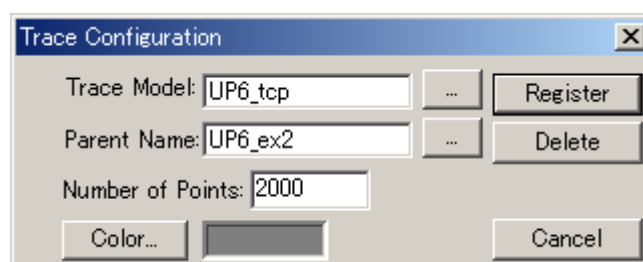 Trace Configuration
Trace Model: UP6_tcp ... Register
Parent Name: UP6_ex2 ... Delete
Number of Points: 2000
Color... Cancel